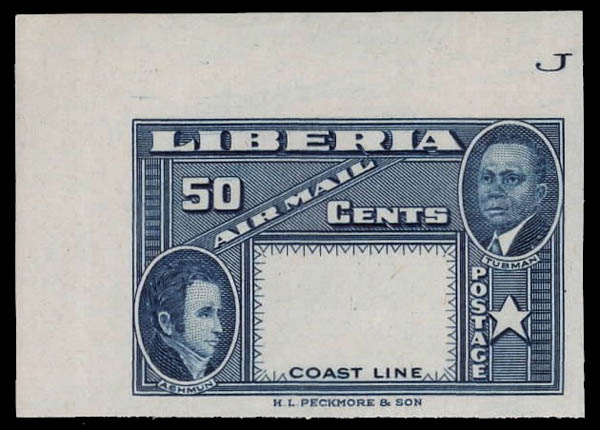 J
LIBERIA
50
AIR MAIL
CENTS
TUBMAN
POSTAGE
ASHMUN
COAST LINE
H. L. PECKMORE & SON